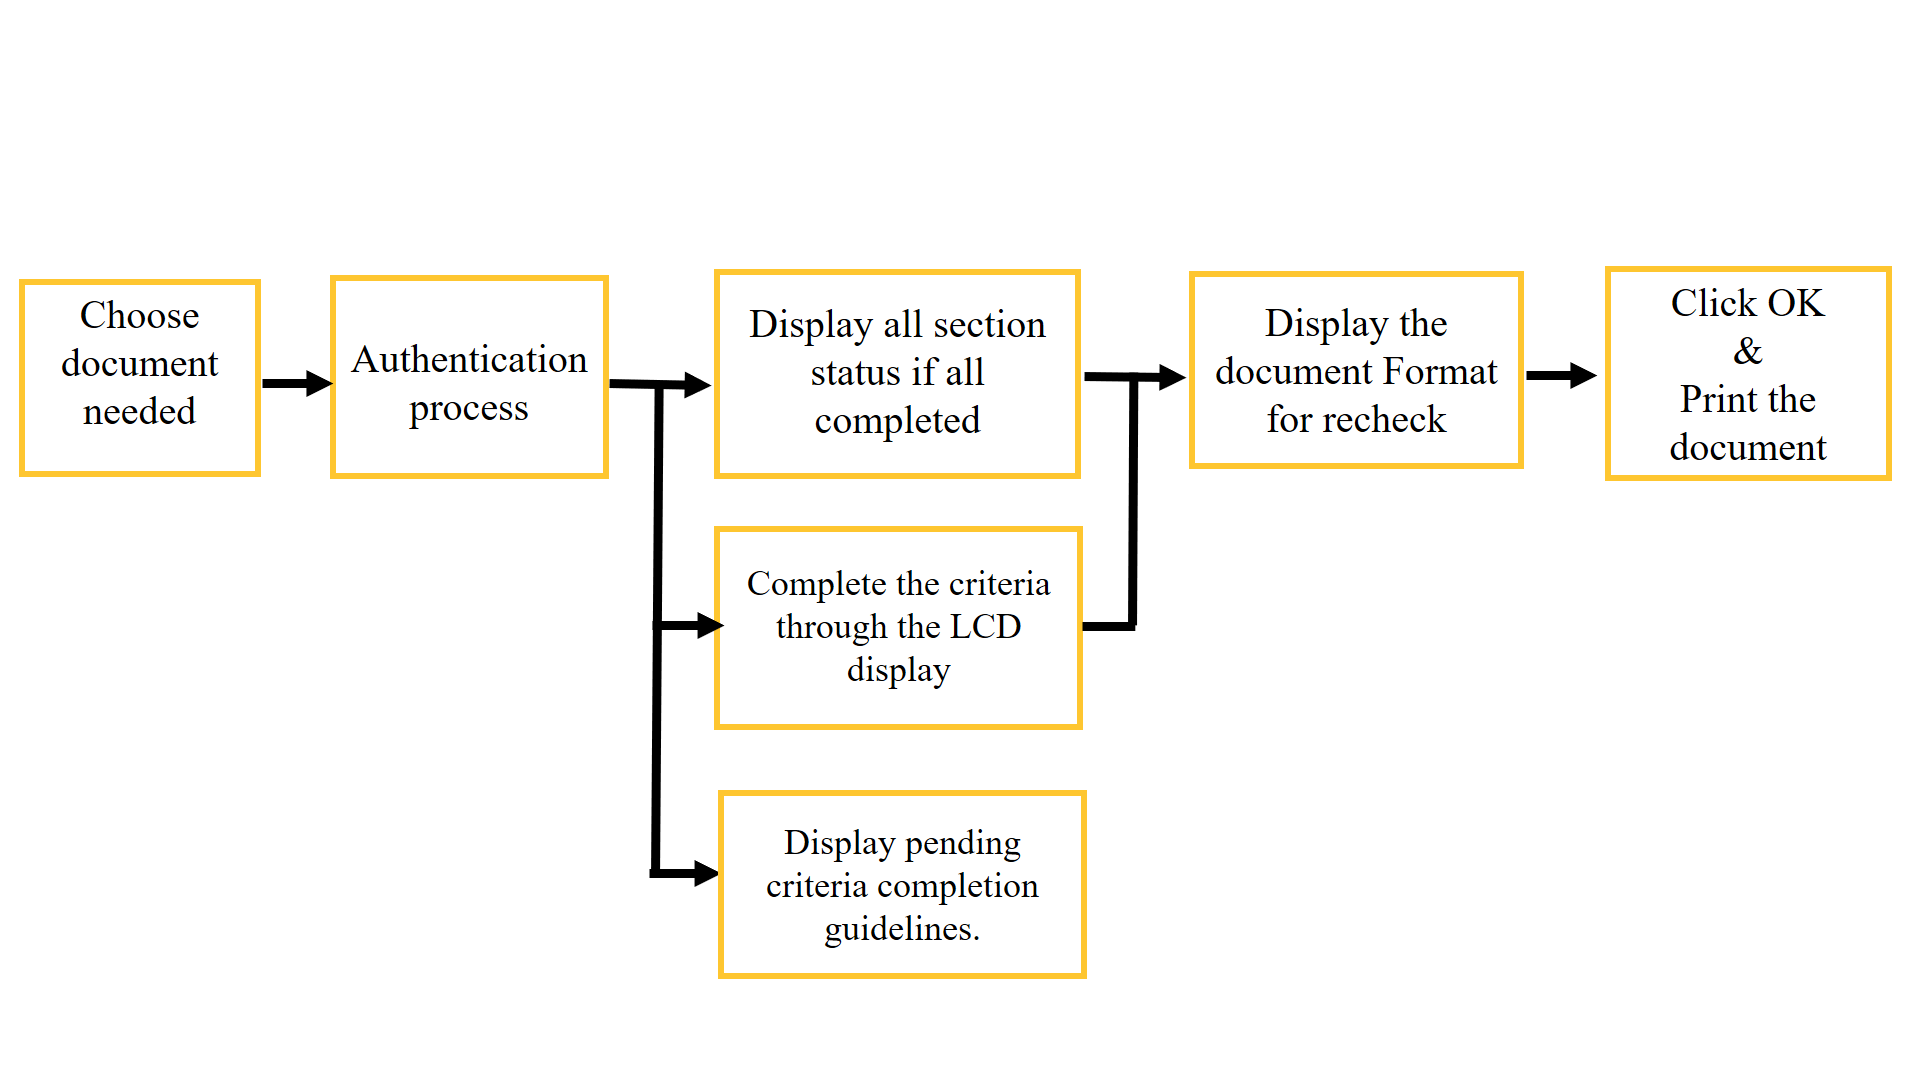 Choose
document
needed
Authentication
process
Display all section
status if all
completed
Complete the criteria
through the LCD
display
Display pending
criteria completion
guidelines.
Display the
document Format
for recheck
Click OK
&
Print the
document